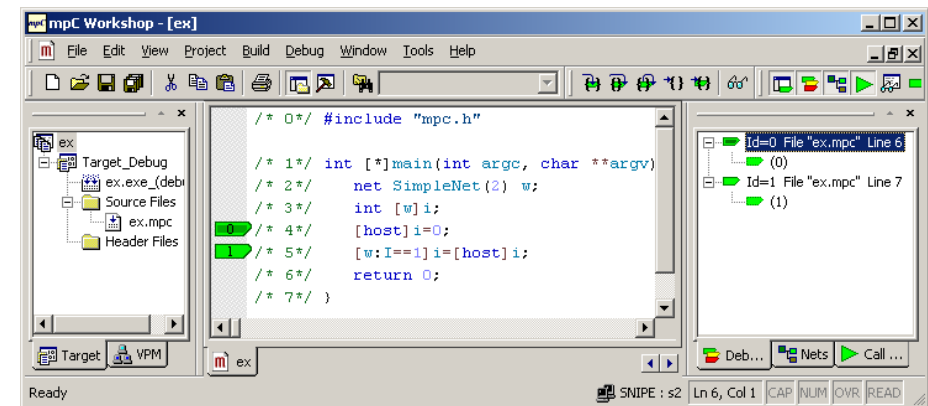 mpC mpC Workshop - [ex]
m File Edit View Project Build Debug Window Tools Help
ex
Target_Debug
ex.exe_(deb
Source Files
ex.mpc
Header Files
Target VPM
/* 0*/ #include "mpc.h"
/* 1*/ int [*]main(int argc, char **argv)
/* 2*/ net SimpleNet(2) w;
/* 3*/ int [w]i;
0 /* 4*/ [host]i=0;
1 /* 5*/ [w:I==1]i=[host]i;
/* 6*/ return 0;
/* 7*/ }
m ex
Id=0 File "ex.mpc" Line 6
(0)
Id=1 File "ex.mpc" Line 7
(1)
Deb... Nets Call ...
Ready SNIPE : s2 Ln 6, Col 1 CAP NUM OVR READ